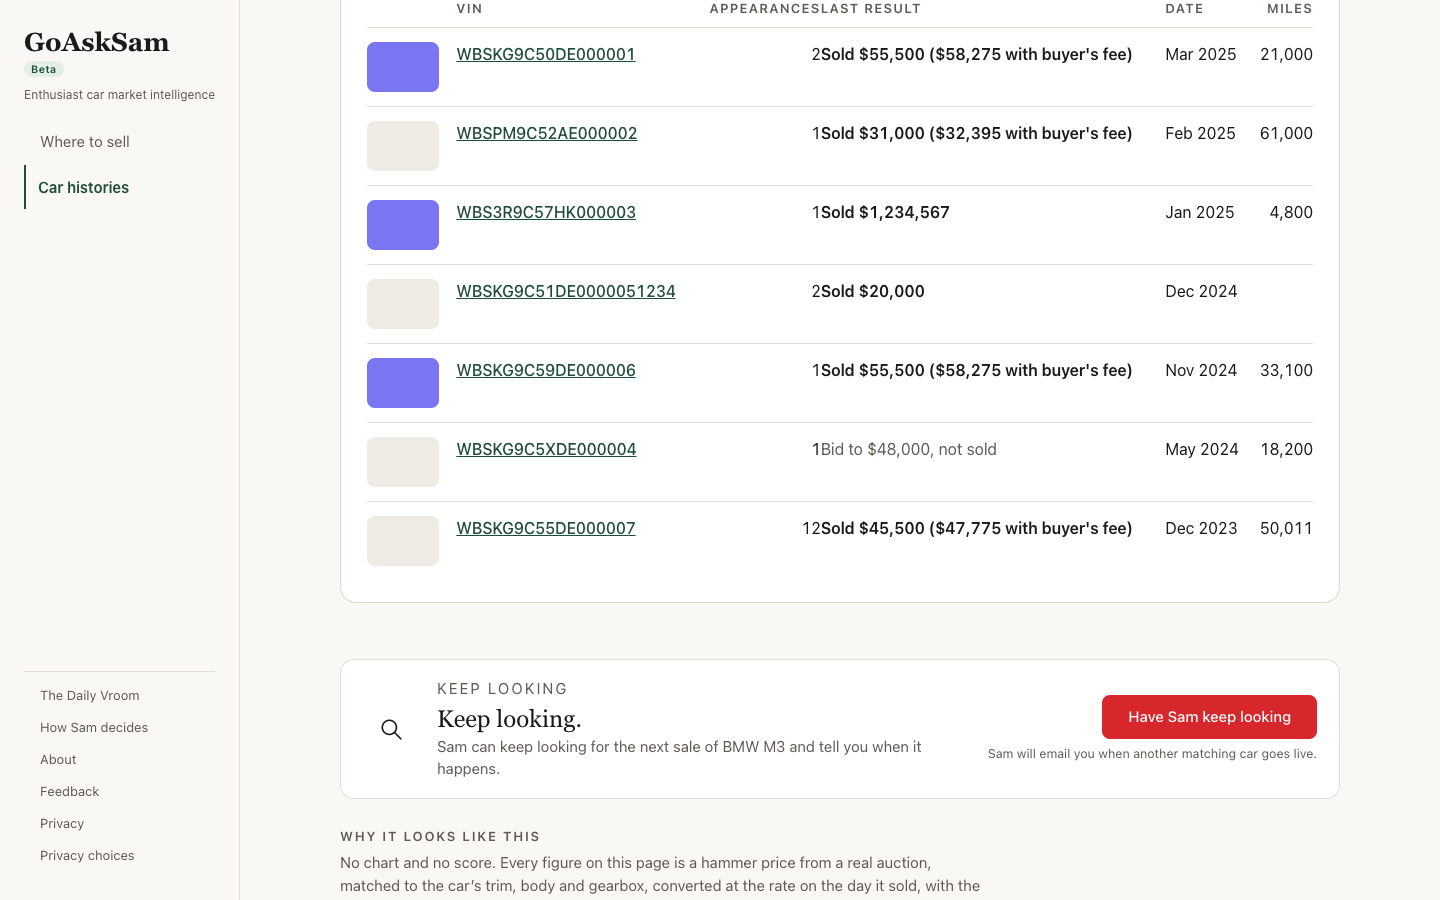 GoAskSam
Beta
Enthusiast car market intelligence
Where to sell
Car histories
The Daily Vroom
How Sam decides
About
Feedback
Privacy
Privacy choices
VIN APPEARANCES LAST RESULT DATE MILES
WBSKG9C50DE000001 2 Sold $55,500 ($58,275 with buyer's fee) Mar 2025 21,000
WBSPM9C52AE000002 1 Sold $31,000 ($32,395 with buyer's fee) Feb 2025 61,000
WBS3R9C57HK000003 1 Sold $1,234,567 Jan 2025 4,800
WBSKG9C51DE0000051234 2 Sold $20,000 Dec 2024
WBSKG9C59DE000006 1 Sold $55,500 ($58,275 with buyer's fee) Nov 2024 33,100
WBSKG9C5XDE000004 1 Bid to $48,000, not sold May 2024 18,200
WBSKG9C55DE000007 12 Sold $45,500 ($47,775 with buyer's fee) Dec 2023 50,011
KEEP LOOKING
Keep looking.
Sam can keep looking for the next sale of BMW M3 and tell you when it
happens.
Have Sam keep looking
Sam will email you when another matching car goes live.
WHY IT LOOKS LIKE THIS
No chart and no score. Every figure on this page is a hammer price from a real auction,
matched to the car’s trim, body and gearbox, converted at the rate on the day it sold, with the